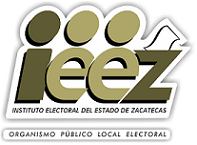 ieez
INSTITUTO ELECTORAL DEL ESTADO DE ZACATECAS
ORGANISMO PÚBLICO LOCAL ELECTORAL